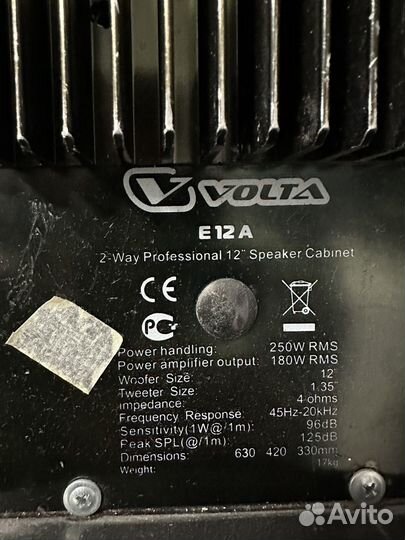 VOLTA
E12A
2-Way Professional 12" Speaker Cabinet
CE
PC
Power handling: 250W RMS
Power amplifier output: 180W RMS
Woofer Size: 12"
Tweeter Size: 1.35"
Impedance: 4-ohms
Frequency Response: 45Hz-20kHz
Sensitivity(1W@/1m): 96dB
Peak SPL(@/1m): 125dB
Dimensions: 630 420 330mm
Weight: 17kg
Avito